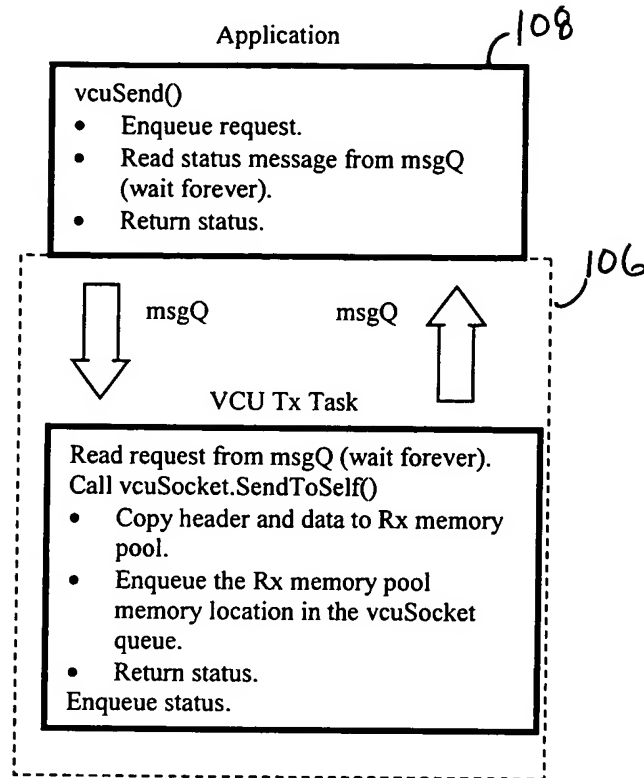 Application
108
vcuSend()
• Enqueue request.
• Read status message from msgQ
(wait forever).
• Return status.
106
msgQ
msgQ
VCU Tx Task
Read request from msgQ (wait forever).
Call vcuSocket.SendToSelf()
• Copy header and data to Rx memory
pool.
• Enqueue the Rx memory pool
memory location in the vcuSocket
queue.
• Return status.
Enqueue status.